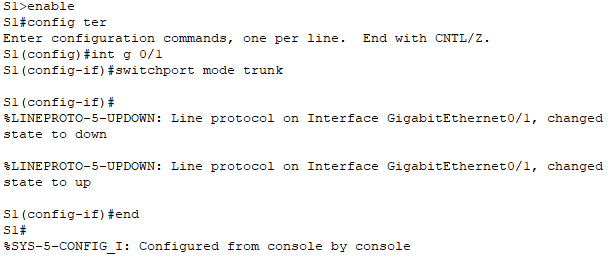 S1>enable
S1#config ter
Enter configuration commands, one per line.  End with CNTL/Z.
S1(config)#int g 0/1
S1(config-if)#switchport mode trunk
S1(config-if)#
%LINEPROTO-5-UPDOWN: Line protocol on Interface GigabitEthernet0/1, changed
state to down
%LINEPROTO-5-UPDOWN: Line protocol on Interface GigabitEthernet0/1, changed
state to up
S1(config-if)#end
S1#
%SYS-5-CONFIG_I: Configured from console by console